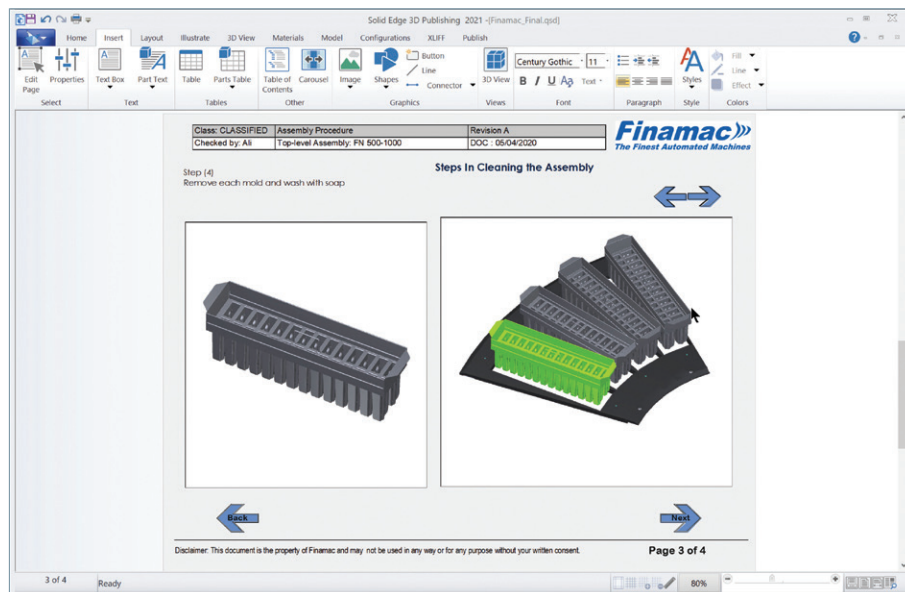 Solid Edge 3D Publishing 2021 -[Finamac_Final.qsd]
Home Insert Layout Illustrate 3D View Materials Model Configurations XLIFF Publish
Edit Page
Properties
Select
Text Box
Part Text
Text
Table
Parts Table
Tables
Table of Contents
Carousel
Other
Image
Shapes
Button
Line
Connector
Graphics
3D View
Views
Century Gothic 11
B I U Text
Font
Paragraph
Styles
Style
Fill
Line
Effect
Colors
Class: CLASSIFIED Assembly Procedure Revision A
Checked by: Ali Top-level Assembly: FN 500-1000 DOC : 05/04/2020
Finamac
The Finest Automated Machines
Steps In Cleaning the Assembly
Step (4)
Remove each mold and wash with soap
Back
Next
Disclaimer: This document is the property of Finamac and may not be used in any way or for any purpose without your written consent.
Page 3 of 4
3 of 4 Ready 80%